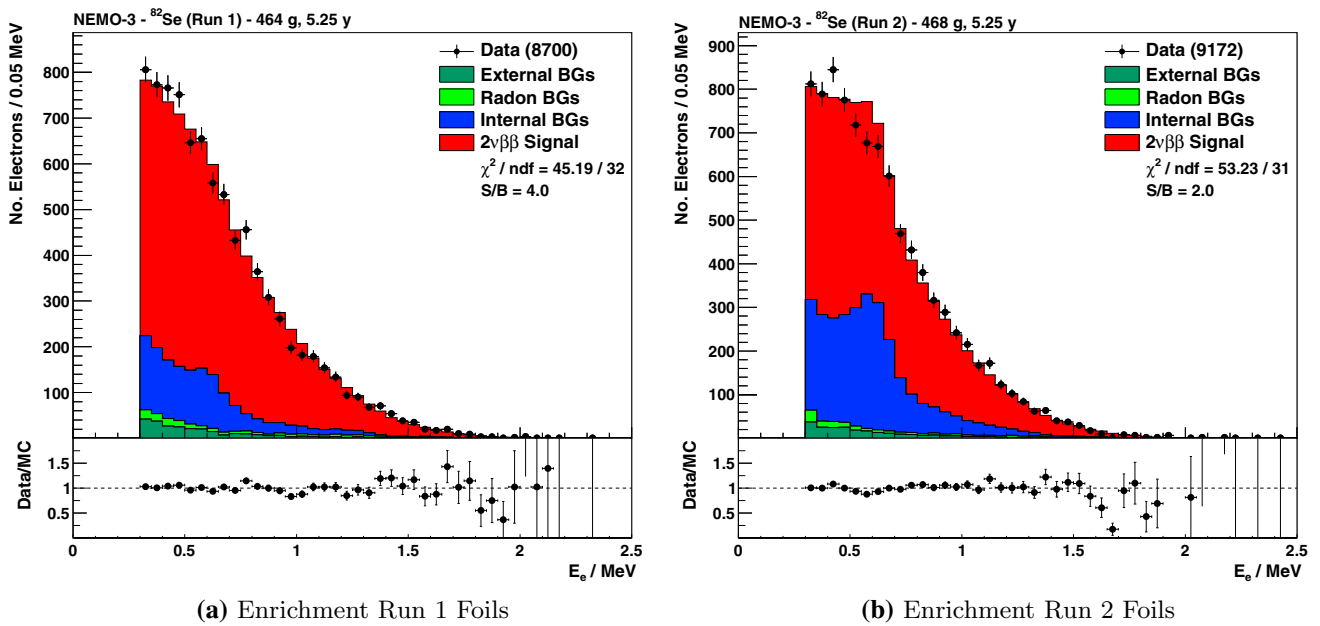 NEMO-3 - ⁸²Se (Run 1) - 464 g, 5.25 y
No. Electrons / 0.05 MeV
800
700
600
500
400
300
200
100
Data (8700)
External BGs
Radon BGs
Internal BGs
2νββ Signal
χ² / ndf = 45.19 / 32
S/B = 4.0
Data/MC
1.5
1
0.5
0 0.5 1 1.5 2 2.5
Eₑ / MeV
(a) Enrichment Run 1 Foils
NEMO-3 - ⁸²Se (Run 2) - 468 g, 5.25 y
No. Electrons / 0.05 MeV
900
800
700
600
500
400
300
200
100
Data (9172)
External BGs
Radon BGs
Internal BGs
2νββ Signal
χ² / ndf = 53.23 / 31
S/B = 2.0
Data/MC
1.5
1
0.5
0 0.5 1 1.5 2 2.5
Eₑ / MeV
(b) Enrichment Run 2 Foils